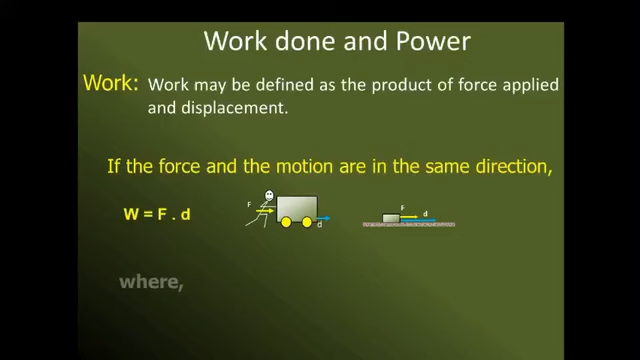 Work done and Power
Work: Work may be defined as the product of force applied
and displacement.
If the force and the motion are in the same direction,
W = F . d
F
d
F
d
where,